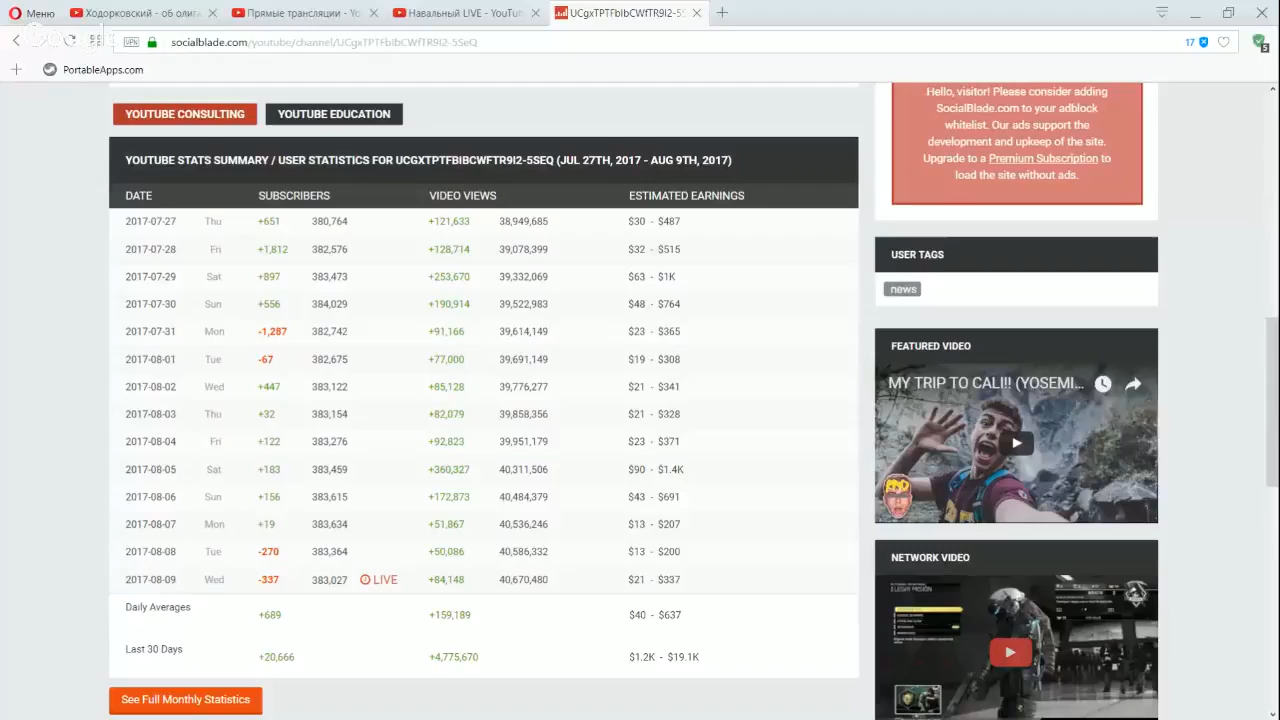 Меню
Ходорковский - об олига
Прямые трансляции - YouTu
Навальный LIVE - YouTub
UCgxTPTFbIbCWfTR9I2-5S
VPN
socialblade.com/youtube/channel/UCgxTPTFbIbCWfTR9I2-5SeQ
17
5
PortableApps.com
YOUTUBE CONSULTING
YOUTUBE EDUCATION
YOUTUBE STATS SUMMARY / USER STATISTICS FOR UCGXTPTFBIBCWFTR9I2-5SEQ (JUL 27TH, 2017 - AUG 9TH, 2017)
DATE SUBSCRIBERS VIDEO VIEWS ESTIMATED EARNINGS
2017-07-27 Thu +651 380,764 +121,633 38,949,685 $30 - $487
2017-07-28 Fri +1,812 382,576 +128,714 39,078,399 $32 - $515
2017-07-29 Sat +897 383,473 +253,670 39,332,069 $63 - $1K
2017-07-30 Sun +556 384,029 +190,914 39,522,983 $48 - $764
2017-07-31 Mon -1,287 382,742 +91,166 39,614,149 $23 - $365
2017-08-01 Tue -67 382,675 +77,000 39,691,149 $19 - $308
2017-08-02 Wed +447 383,122 +85,128 39,776,277 $21 - $341
2017-08-03 Thu +32 383,154 +82,079 39,858,356 $21 - $328
2017-08-04 Fri +122 383,276 +92,823 39,951,179 $23 - $371
2017-08-05 Sat +183 383,459 +360,327 40,311,506 $90 - $1.4K
2017-08-06 Sun +156 383,615 +172,873 40,484,379 $43 - $691
2017-08-07 Mon +19 383,634 +51,867 40,536,246 $13 - $207
2017-08-08 Tue -270 383,364 +50,086 40,586,332 $13 - $200
2017-08-09 Wed -337 383,027 LIVE +84,148 40,670,480 $21 - $337
Daily Averages +689 +159,189 $40 - $637
Last 30 Days +20,666 +4,775,670 $1.2K - $19.1K
See Full Monthly Statistics
Hello, visitor! Please consider adding
SocialBlade.com to your adblock
whitelist. Our ads support the
development and upkeep of the site.
Upgrade to a Premium Subscription to
load the site without ads.
USER TAGS
news
FEATURED VIDEO
MY TRIP TO CALI!! (YOSEMI...
NETWORK VIDEO